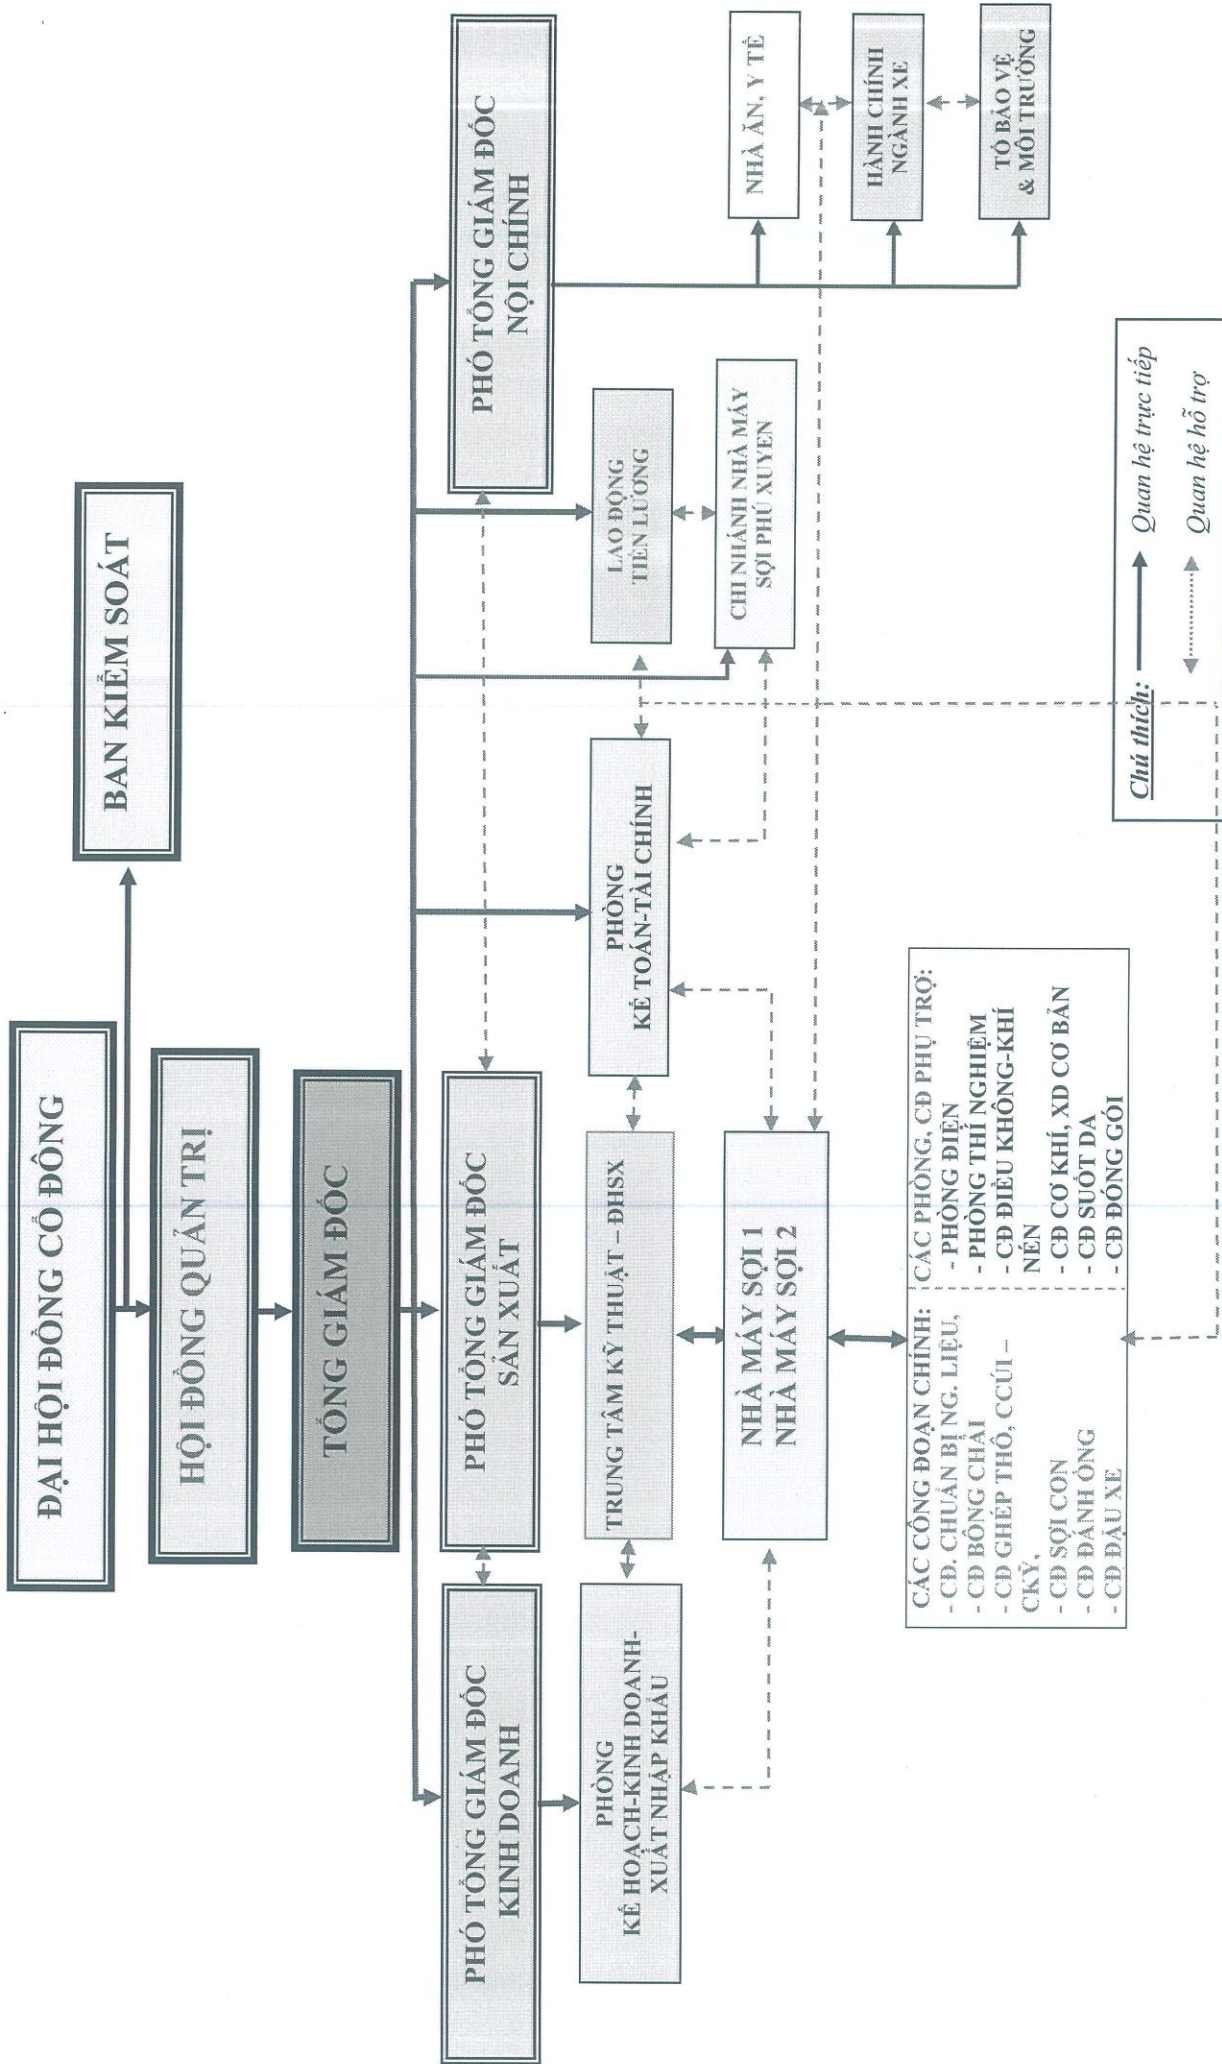 ĐẠI HỘI ĐỒNG CỔ ĐÔNG
BAN KIỂM SOÁT
HỘI ĐỒNG QUẢN TRỊ
TỔNG GIÁM ĐỐC
PHÓ TỔNG GIÁM ĐỐC
KINH DOANH
PHÓ TỔNG GIÁM ĐỐC
SẢN XUẤT
PHÓ TỔNG GIÁM ĐỐC
NỘI CHÍNH
PHÒNG
KẾ HOẠCH-KINH DOANH-
XUẤT NHẬP KHẨU
TRUNG TÂM KỸ THUẬT – ĐHSX
PHÒNG
KẾ TOÁN-TÀI CHÍNH
LAO ĐỘNG
TIỀN LƯƠNG
CHI NHÁNH NHÀ MÁY
SỢI PHÚ XUYÊN
NHÀ ĂN, Y TẾ
HÀNH CHÍNH
NGÀNH XE
TỔ BẢO VỆ
& MÔI TRƯỜNG
NHÀ MÁY SỢI 1
NHÀ MÁY SỢI 2
CÁC CÔNG ĐOẠN CHÍNH:
- CĐ. CHUẨN BỊ NG. LIỆU,
- CĐ BÔNG CHẢI
- CĐ GHÉP THÔ, CCÚI –
CKỸ,
- CĐ SỢI CON
- CĐ ĐÁNH ỐNG
- CĐ ĐẬU XE
CÁC PHÒNG, CĐ PHỤ TRỢ:
- PHÒNG ĐIỆN
- PHÒNG THÍ NGHIỆM
- CĐ ĐIỀU KHÔNG-KHÍ
NÉN
- CĐ CƠ KHÍ, XD CƠ BẢN
- CĐ SUỐT DA
- CĐ ĐÓNG GÓI
Chú thích:
Quan hệ trực tiếp
Quan hệ hỗ trợ